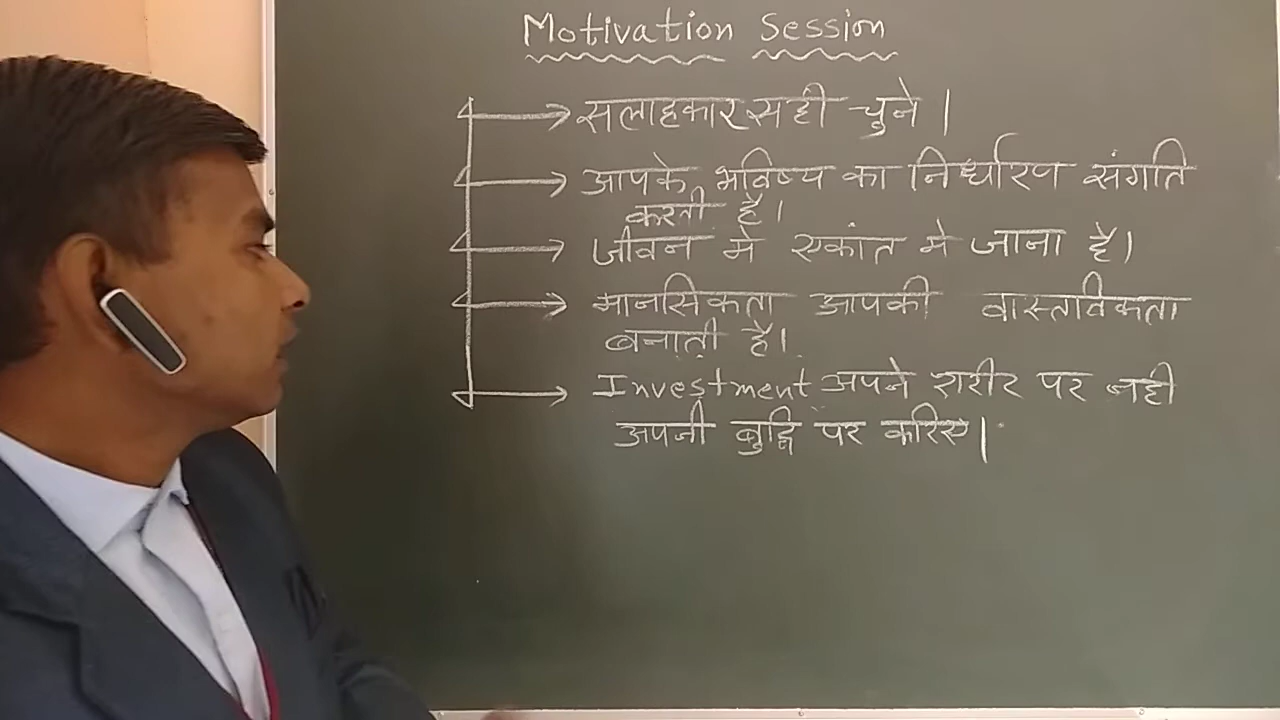 Motivation Session
सलाहकार सही चुने |
आपके भविष्य का निर्धारण संगति
करती है।
जीवन मे एकांत मे जाना है।
मानसिकता आपकी वास्तविकता
बनाती है।
Investment अपने शरीर पर नही
अपनी बुद्धि पर करिए |